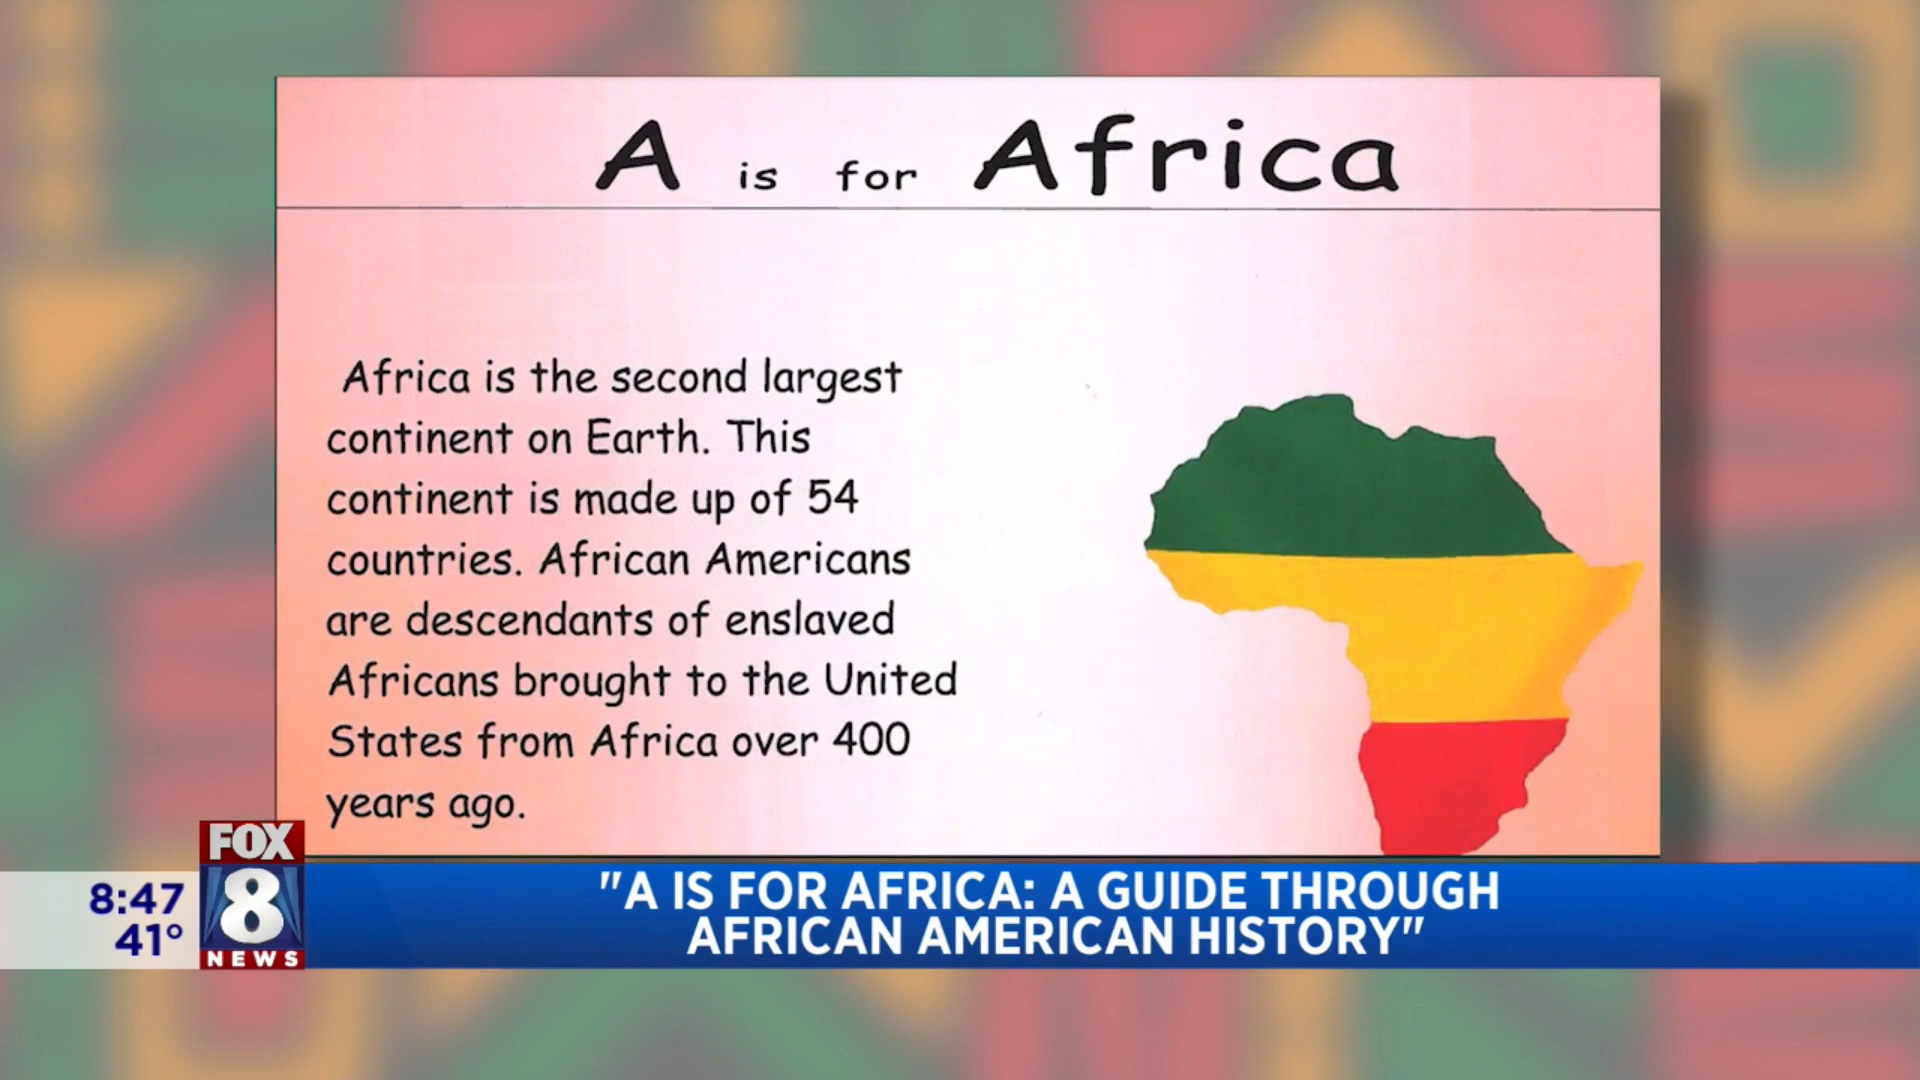 A is for Africa
Africa is the second largest
continent on Earth. This
continent is made up of 54
countries. African Americans
are descendants of enslaved
Africans brought to the United
States from Africa over 400
years ago.
FOX
8
NEWS
8:47
41°
"A IS FOR AFRICA: A GUIDE THROUGH
AFRICAN AMERICAN HISTORY"